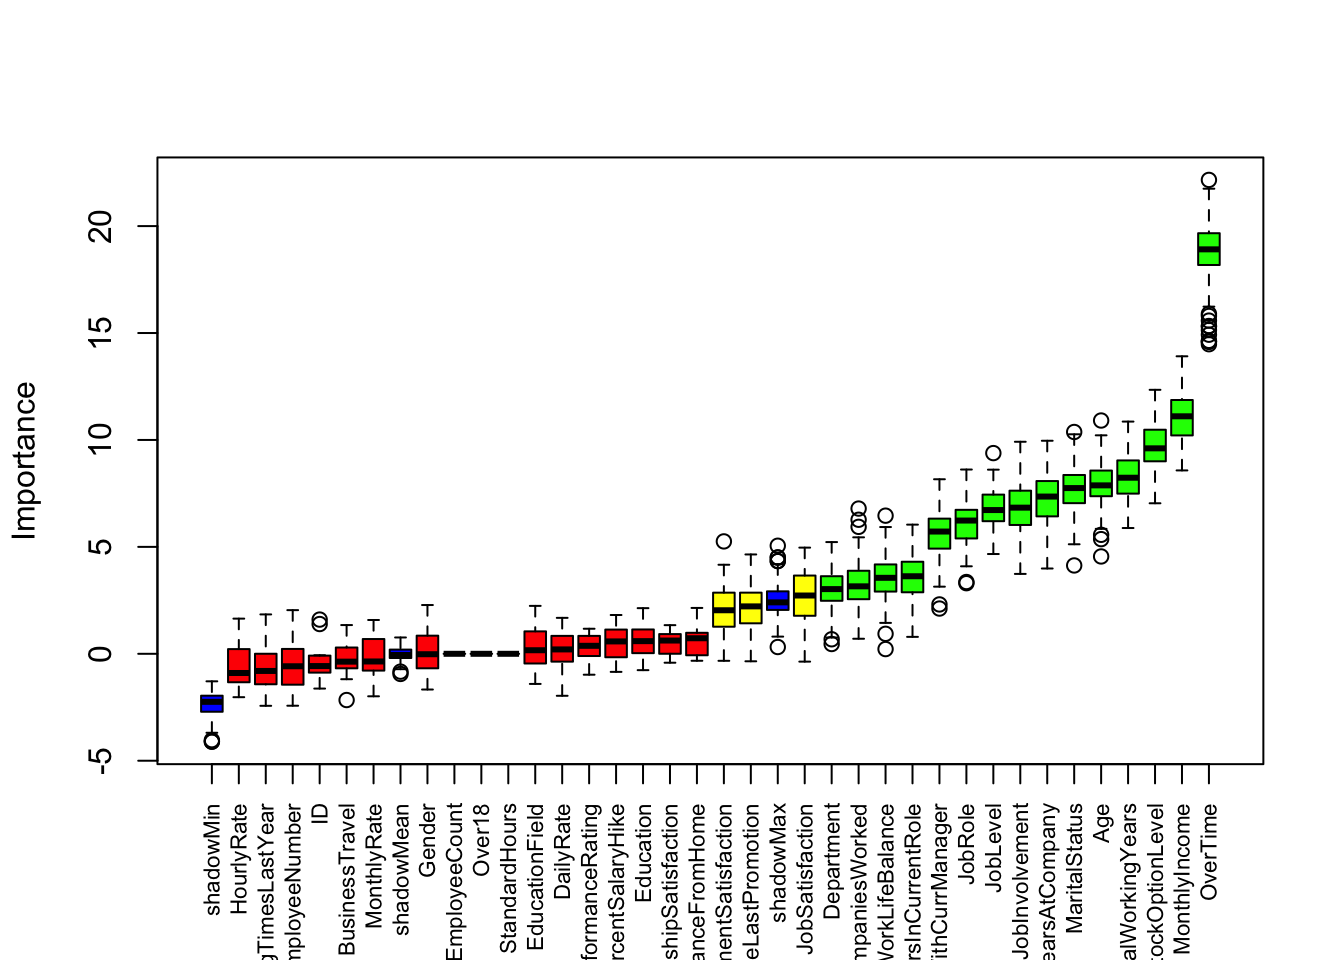 Importance
20
15
10
5
0
-5
shadowMin
HourlyRate
gTimesLastYear
mployeeNumber
ID
BusinessTravel
MonthlyRate
shadowMean
Gender
EmployeeCount
Over18
StandardHours
EducationField
DailyRate
formanceRating
rcentSalaryHike
Education
shipSatisfaction
anceFromHome
mentSatisfaction
eLastPromotion
shadowMax
JobSatisfaction
Department
mpaniesWorked
WorkLifeBalance
rsInCurrentRole
ithCurrManager
JobRole
JobLevel
JobInvolvement
earsAtCompany
MaritalStatus
Age
alWorkingYears
tockOptionLevel
MonthlyIncome
OverTime